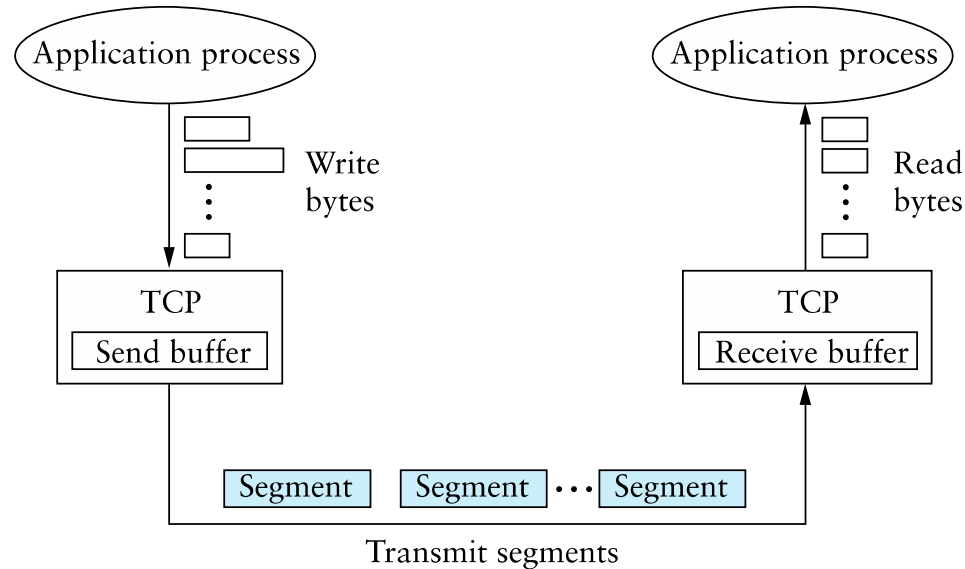 Application process
Application process
Write
bytes
Read
bytes
TCP
Send buffer
TCP
Receive buffer
Segment
Segment
Segment
Transmit segments